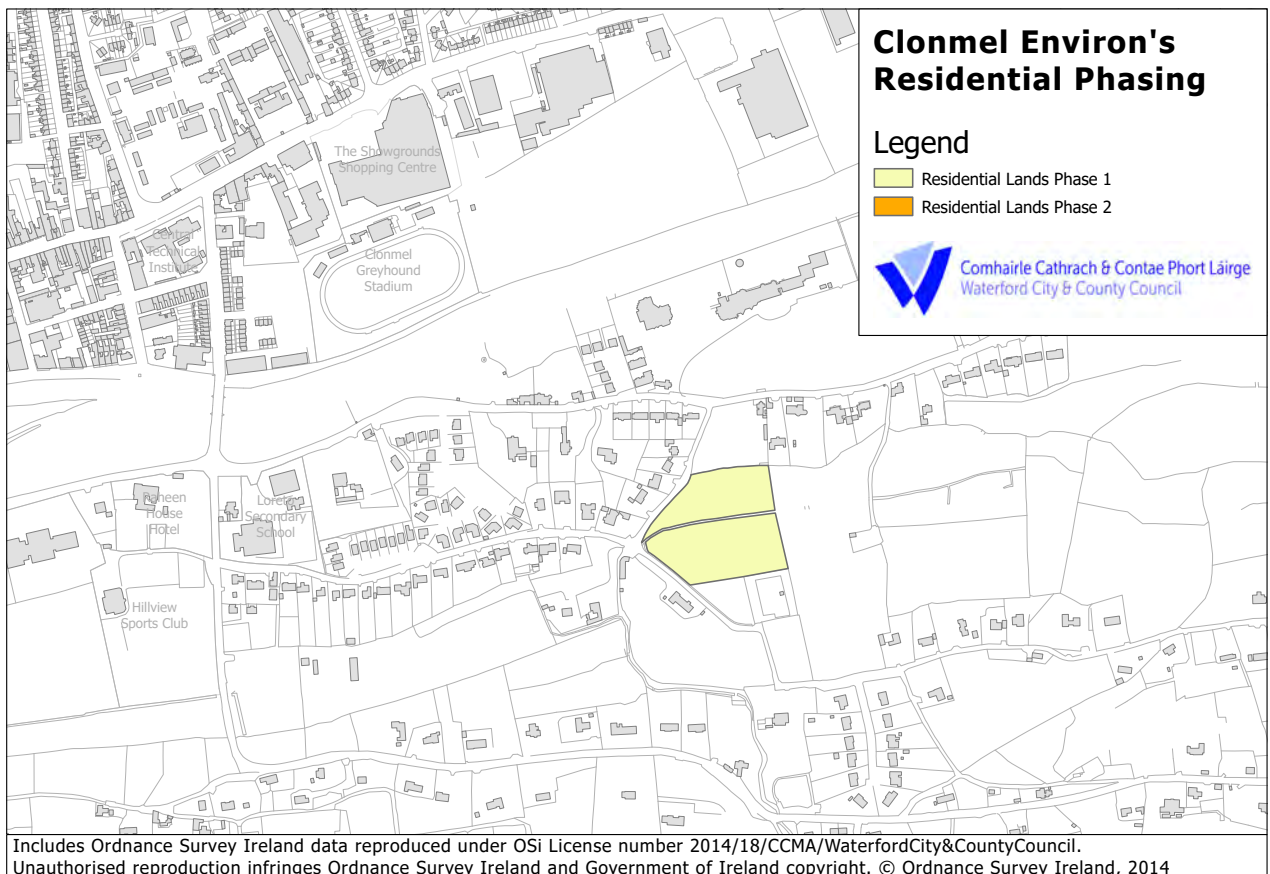 Clonmel Environ's
Residential Phasing
Legend
Residential Lands Phase 1
Residential Lands Phase 2
Comhairle Cathrach & Contae Phort Láirge
Waterford City & County Council
The Showgrounds
Shopping Centre
Central
Technical
Institute
Clonmel
Greyhound
Stadium
Raheen
House
Hotel
Loreto
Secondary
School
Hillview
Sports Club
Includes Ordnance Survey Ireland data reproduced under OSi License number 2014/18/CCMA/WaterfordCity&CountyCouncil.
Unauthorised reproduction infringes Ordnance Survey Ireland and Government of Ireland copyright. © Ordnance Survey Ireland, 2014